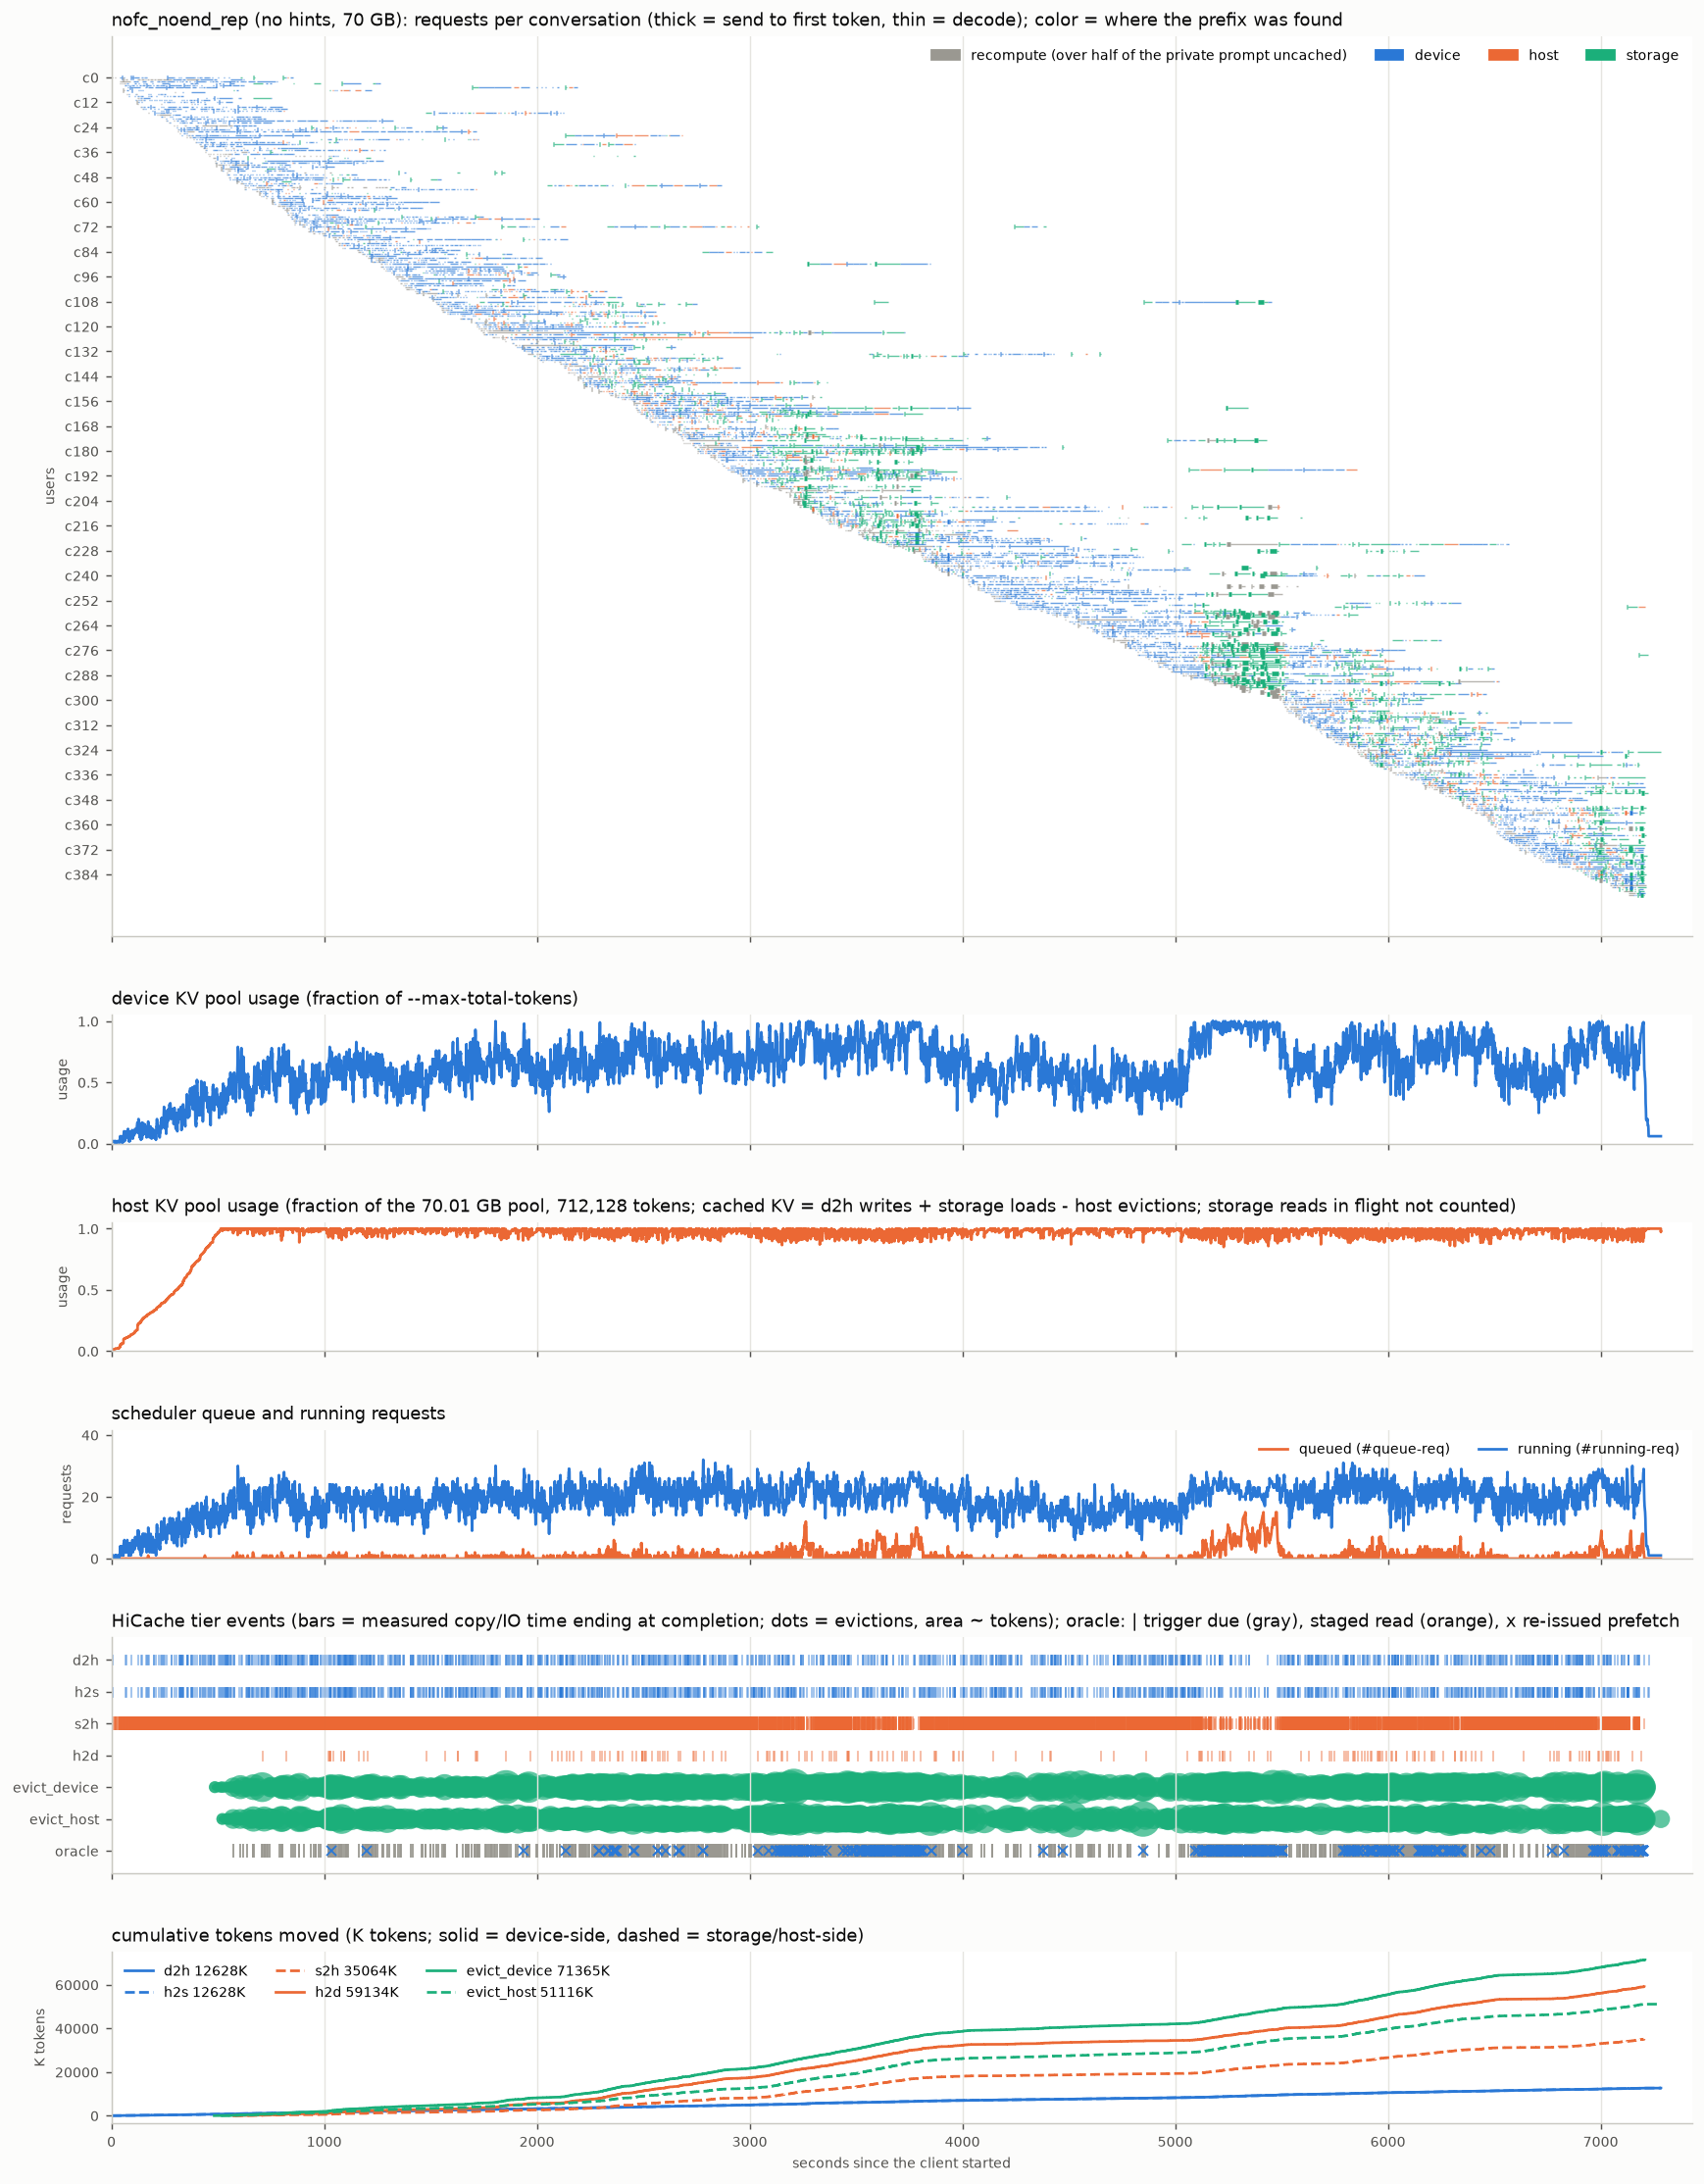 nofc_noend_rep (no hints, 70 GB): requests per conversation (thick = send to first token, thin = decode); color = where the prefix was found
recompute (over half of the private prompt uncached)
device
host
storage
c0
c12
c24
c36
c48
c60
c72
c84
c96
c108
c120
c132
c144
c156
c168
c180
c192
c204
c216
c228
c240
c252
c264
c276
c288
c300
c312
c324
c336
c348
c360
c372
c384
users
device KV pool usage (fraction of --max-total-tokens)
1.0
0.5
0.0
usage
host KV pool usage (fraction of the 70.01 GB pool, 712,128 tokens; cached KV = d2h writes + storage loads - host evictions; storage reads in flight not counted)
1.0
0.5
0.0
usage
scheduler queue and running requests
queued (#queue-req)
running (#running-req)
40
20
0
requests
HiCache tier events (bars = measured copy/IO time ending at completion; dots = evictions, area ~ tokens); oracle: | trigger due (gray), staged read (orange), x re-issued prefetch
d2h
h2s
s2h
h2d
evict_device
evict_host
oracle
cumulative tokens moved (K tokens; solid = device-side, dashed = storage/host-side)
d2h 12628K
s2h 35064K
evict_device 71365K
h2s 12628K
h2d 59134K
evict_host 51116K
60000
40000
20000
0
K tokens
0
1000
2000
3000
4000
5000
6000
7000
seconds since the client started